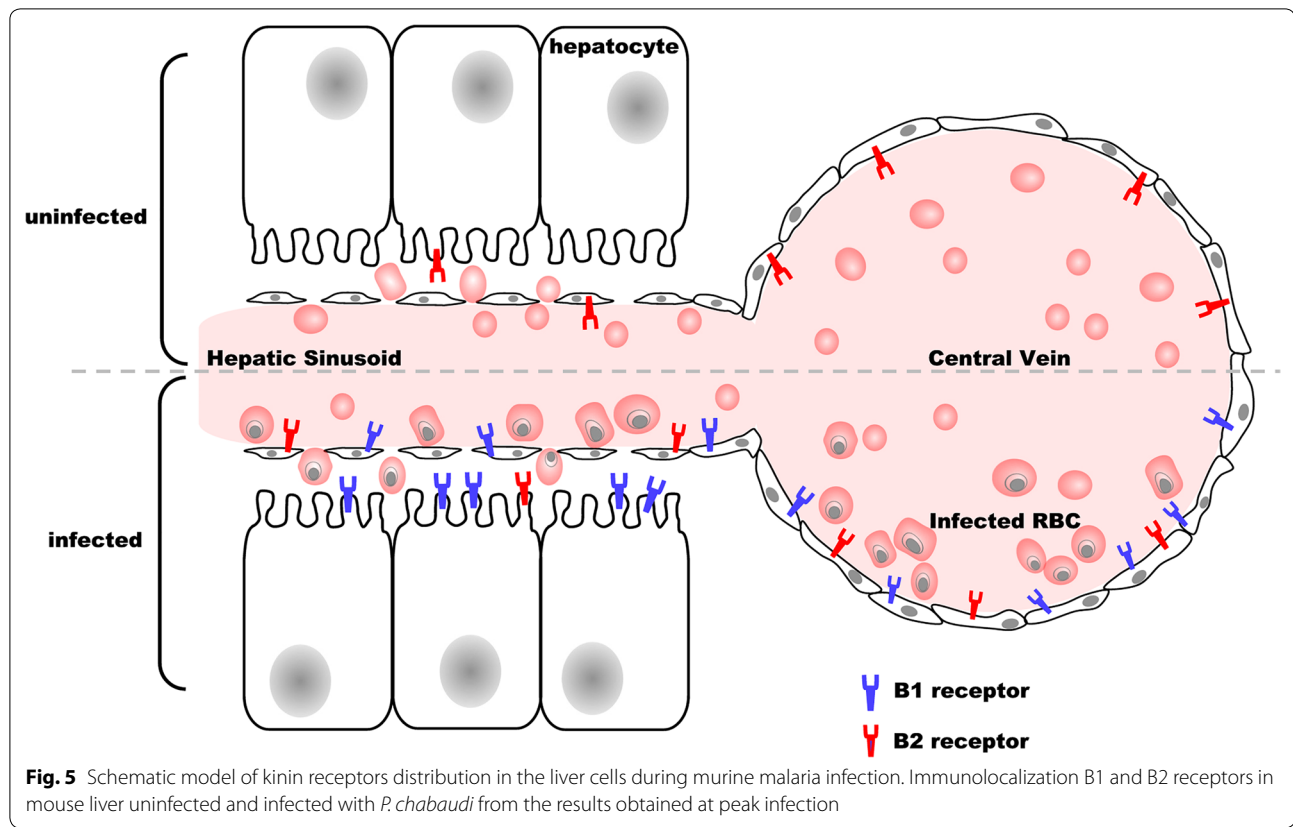 hepatocyte
uninfected
Hepatic Sinusoid
Central Vein
Infected RBC
infected
B1 receptor
B2 receptor
Fig. 5 Schematic model of kinin receptors distribution in the liver cells during murine malaria infection. Immunolocalization B1 and B2 receptors in
mouse liver uninfected and infected with P. chabaudi from the results obtained at peak infection